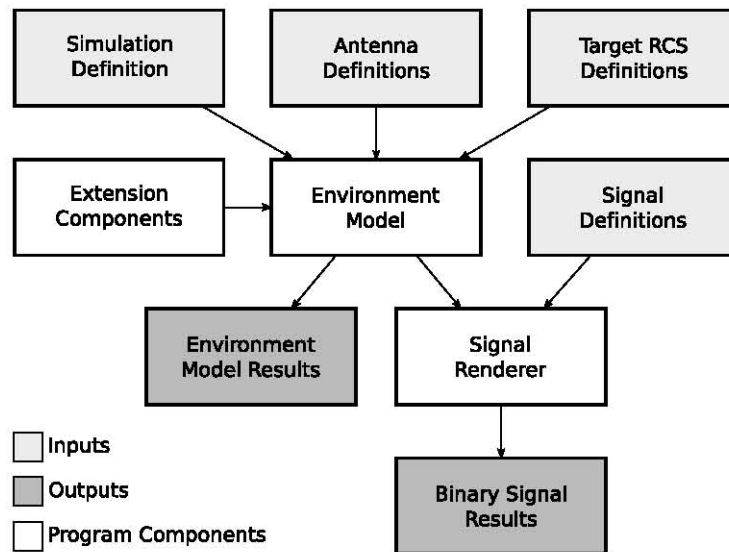 Simulation
Definition
Antenna
Definitions
Target RCS
Definitions
Extension
Components
Environment
Model
Signal
Definitions
Environment
Model Results
Signal
Renderer
Inputs
Outputs
Program Components
Binary Signal
Results